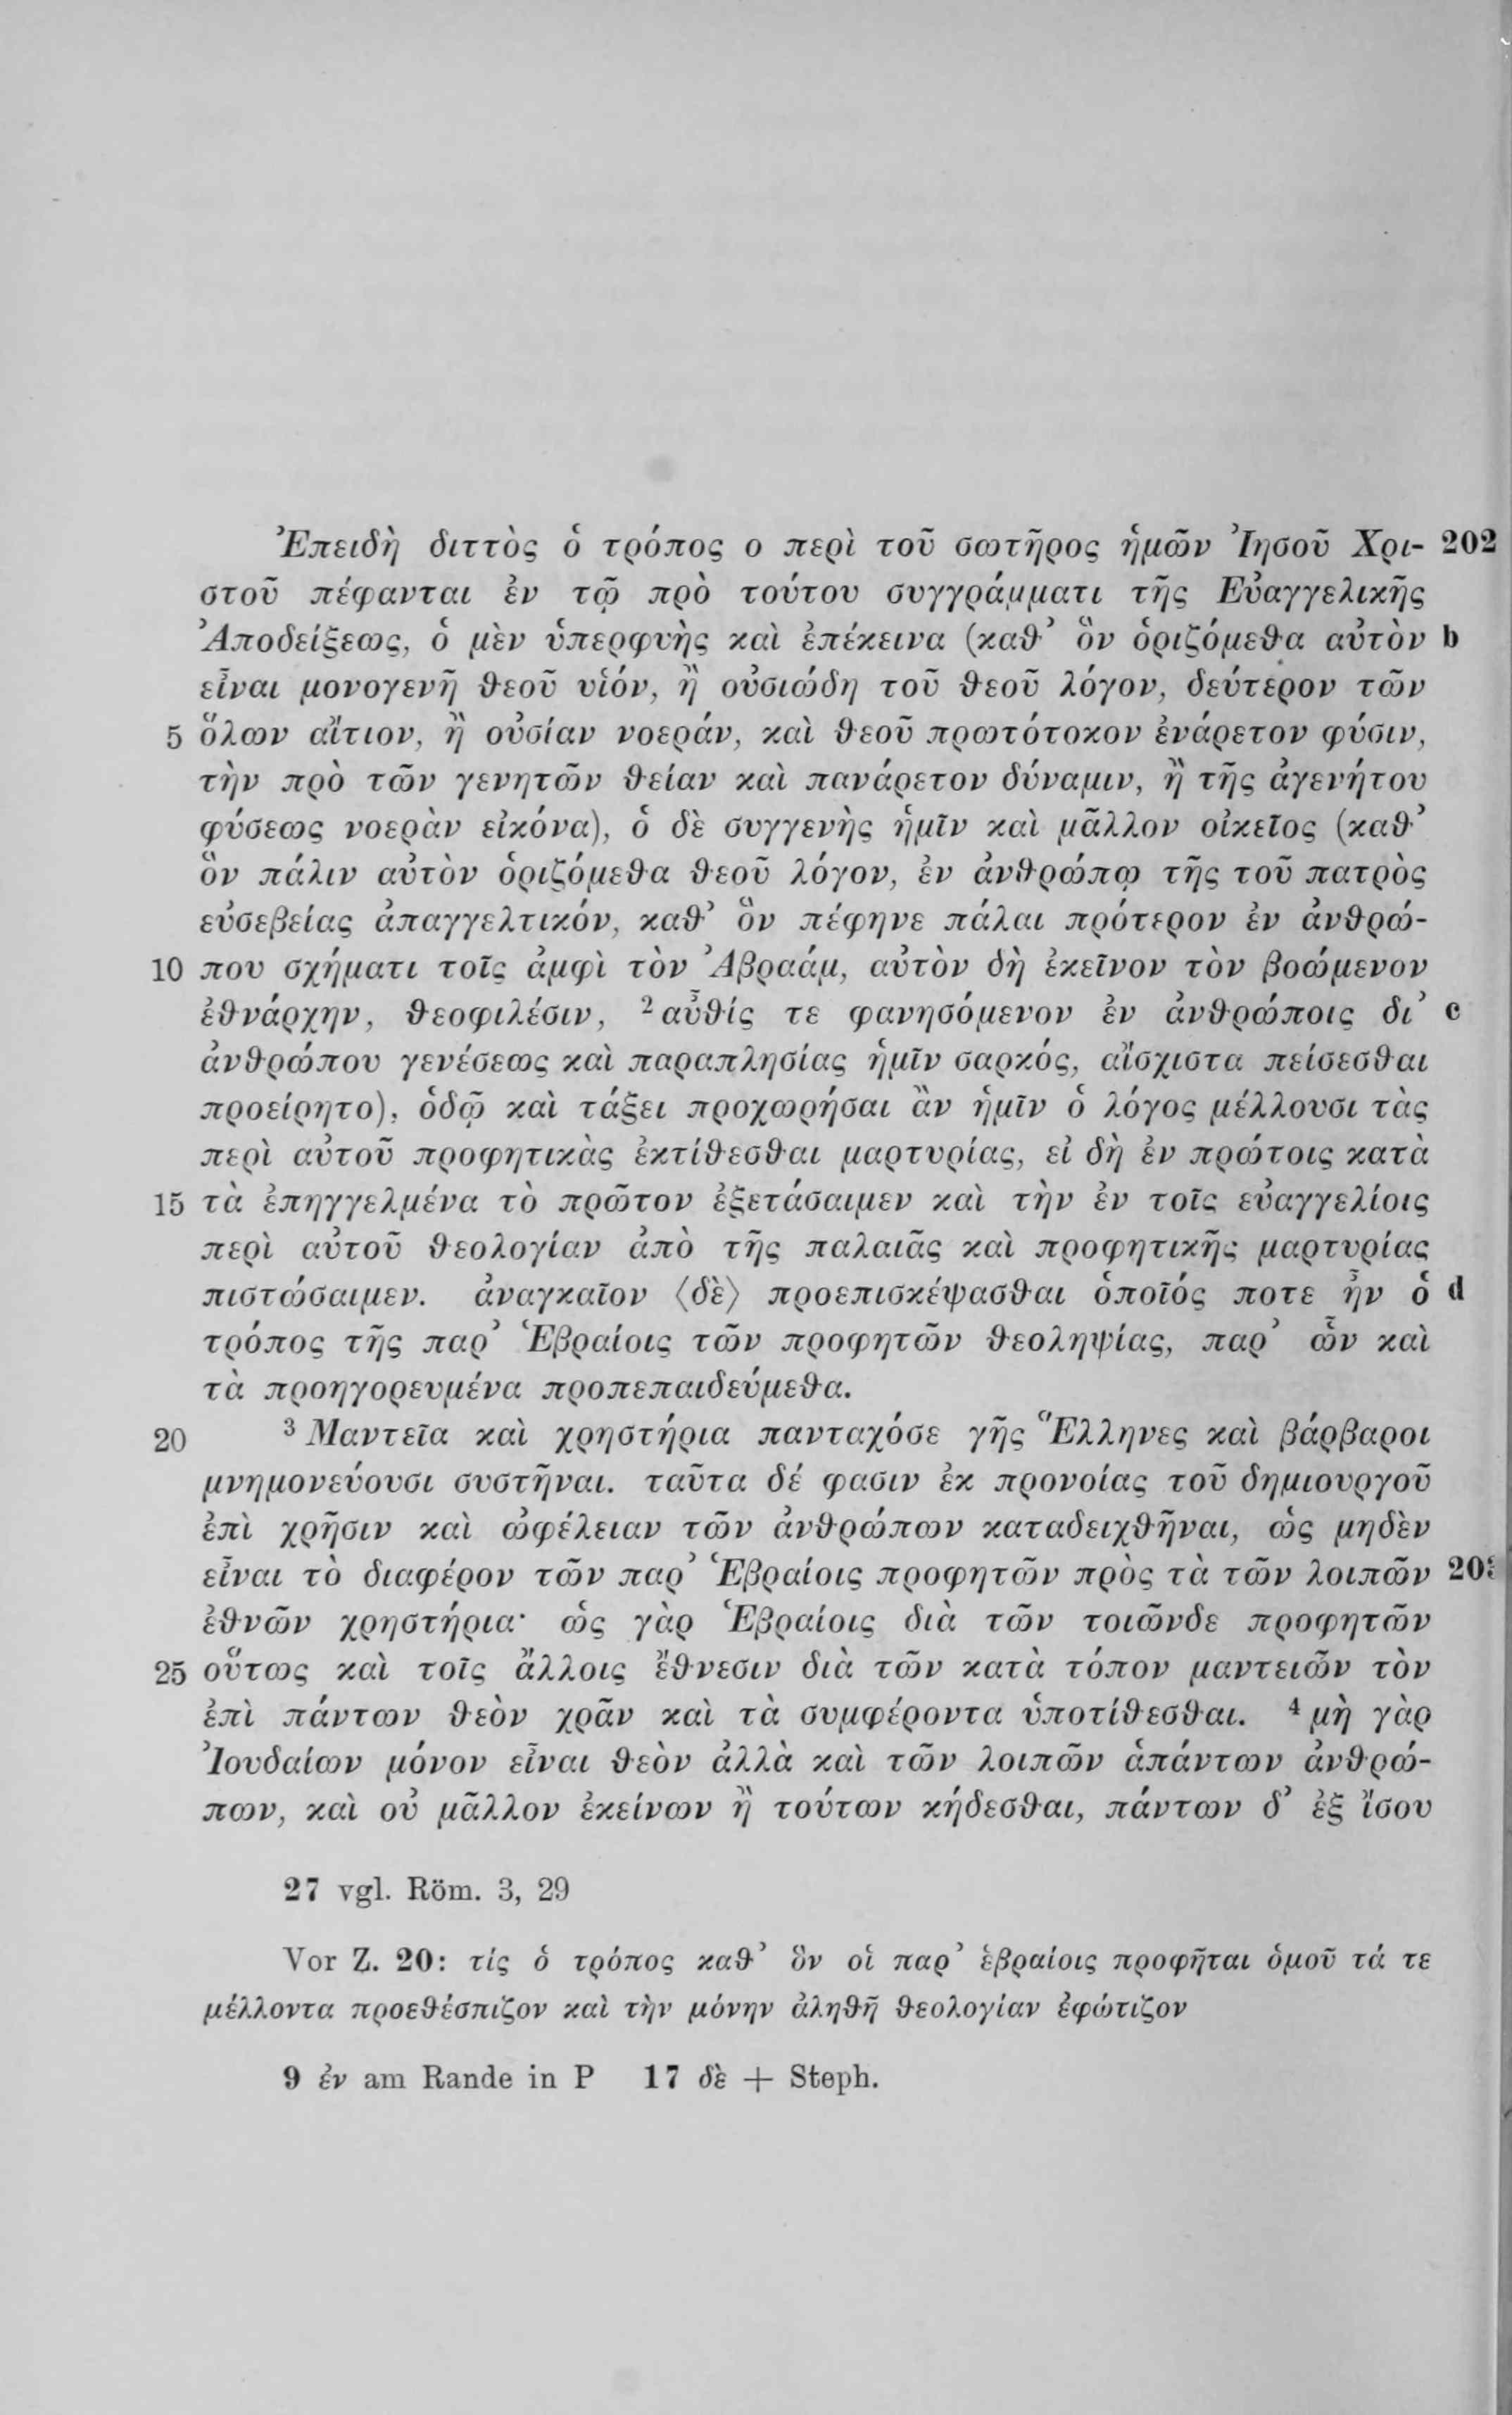 Ἐπειδὴ διττὸς ὁ τρόπος ο περὶ τοῦ σωτῆρος ἡμῶν Ἰησοῦ Χρι- 202
στοῦ πέφανται ἐν τῷ πρὸ τούτου συγγράμματι τῆς Εὐαγγελικῆς
Ἀποδείξεως, ὁ μὲν ὑπερφυὴς καὶ ἐπέκεινα (καθ’ ὃν ὁριζόμεθα αὐτὸν b
εἶναι μονογενῆ θεοῦ υἱόν, ἢ οὐσιώδη τοῦ θεοῦ λόγον, δεύτερον τῶν
5 ὅλων αἴτιον, ἢ οὐσίαν νοεράν, καὶ θεοῦ πρωτότοκον ἐνάρετον φύσιν,
τὴν πρὸ τῶν γενητῶν θείαν καὶ πανάρετον δύναμιν, ἢ τῆς ἀγενήτου
φύσεως νοερὰν εἰκόνα), ὁ δὲ συγγενὴς ἡμῖν καὶ μᾶλλον οἰκεῖος (καθ’
ὃν πάλιν αὐτὸν ὁριζόμεθα θεοῦ λόγον, ἐν ἀνθρώπῳ τῆς τοῦ πατρὸς
εὐσεβείας ἀπαγγελτικόν, καθ’ ὃν πέφηνε πάλαι πρότερον ἐν ἀνθρώ-
10 που σχήματι τοῖς ἀμφὶ τὸν Ἀβραάμ, αὐτὸν δὴ ἐκεῖνον τὸν βοώμενον
ἐθνάρχην, θεοφιλέσιν, ²αὖθίς τε φανησόμενον ἐν ἀνθρώποις δι’ c
ἀνθρώπου γενέσεως καὶ παραπλησίας ἡμῖν σαρκός, αἴσχιστα πείσεσθαι
προείρητο), ὁδῷ καὶ τάξει προχωρήσαι ἂν ἡμῖν ὁ λόγος μέλλουσι τὰς
περὶ αὐτοῦ προφητικὰς ἐκτίθεσθαι μαρτυρίας, εἰ δὴ ἐν πρώτοις κατὰ
15 τὰ ἐπηγγελμένα τὸ πρῶτον ἐξετάσαιμεν καὶ τὴν ἐν τοῖς εὐαγγελίοις
περὶ αὐτοῦ θεολογίαν ἀπὸ τῆς παλαιᾶς καὶ προφητικῆς μαρτυρίας
πιστώσαιμεν. ἀναγκαῖον ⟨δὲ⟩ προεπισκέψασθαι ὁποῖός ποτε ἦν ὁ d
τρόπος τῆς παρ’ Ἑβραίοις τῶν προφητῶν θεοληψίας, παρ’ ὧν καὶ
τὰ προηγορευμένα προπεπαιδεύμεθα.
20 ³ Μαντεῖα καὶ χρηστήρια πανταχόσε γῆς Ἕλληνες καὶ βάρβαροι
μνημονεύουσι συστῆναι. ταῦτα δέ φασιν ἐκ προνοίας τοῦ δημιουργοῦ
ἐπὶ χρῆσιν καὶ ὠφέλειαν τῶν ἀνθρώπων καταδειχθῆναι, ὡς μηδὲν
εἶναι τὸ διαφέρον τῶν παρ’ Ἑβραίοις προφητῶν πρὸς τὰ τῶν λοιπῶν
ἐθνῶν χρηστήρια· ὡς γὰρ Ἑβραίοις διὰ τῶν τοιῶνδε προφητῶν
25 οὕτως καὶ τοῖς ἄλλοις ἔθνεσιν διὰ τῶν κατὰ τόπον μαντειῶν τὸν
ἐπὶ πάντων θεὸν χρᾶν καὶ τὰ συμφέροντα ὑποτίθεσθαι. ⁴ μὴ γὰρ
Ἰουδαίων μόνον εἶναι θεὸν ἀλλὰ καὶ τῶν λοιπῶν ἁπάντων ἀνθρώ-
πων, καὶ οὐ μᾶλλον ἐκείνων ἢ τούτων κήδεσθαι, πάντων δ’ ἐξ ἴσου
27 vgl. Röm. 3, 29
Vor Z. 20: τίς ὁ τρόπος καθ’ ὃν οἱ παρ’ ἑβραίοις προφῆται ὁμοῦ τά τε
μέλλοντα προεθέσπιζον καὶ τὴν μόνην ἀληθῆ θεολογίαν ἐφώτιζον
9 ἐν am Rande in P 17 δὲ + Steph.